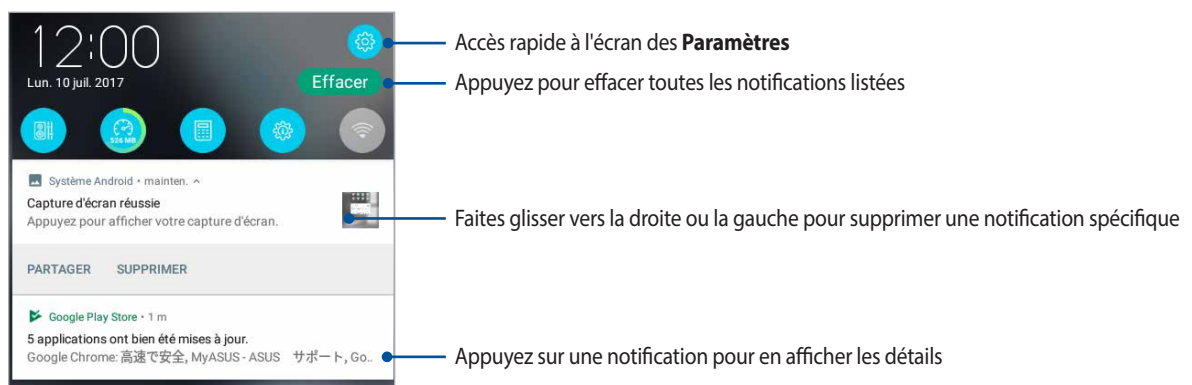 12:00
Lun. 10 juil. 2017
Accès rapide à l'écran des Paramètres
Effacer
Appuyez pour effacer toutes les notifications listées
526 MB
Système Android • mainten.
Capture d'écran réussie
Appuyez pour afficher votre capture d'écran.
Faites glisser vers la droite ou la gauche pour supprimer une notification spécifique
PARTAGER SUPPRIMER
Google Play Store • 1 m
5 applications ont bien été mises à jour.
Google Chrome: 高速で安全, MyASUS - ASUS サポート, Go..
Appuyez sur une notification pour en afficher les détails